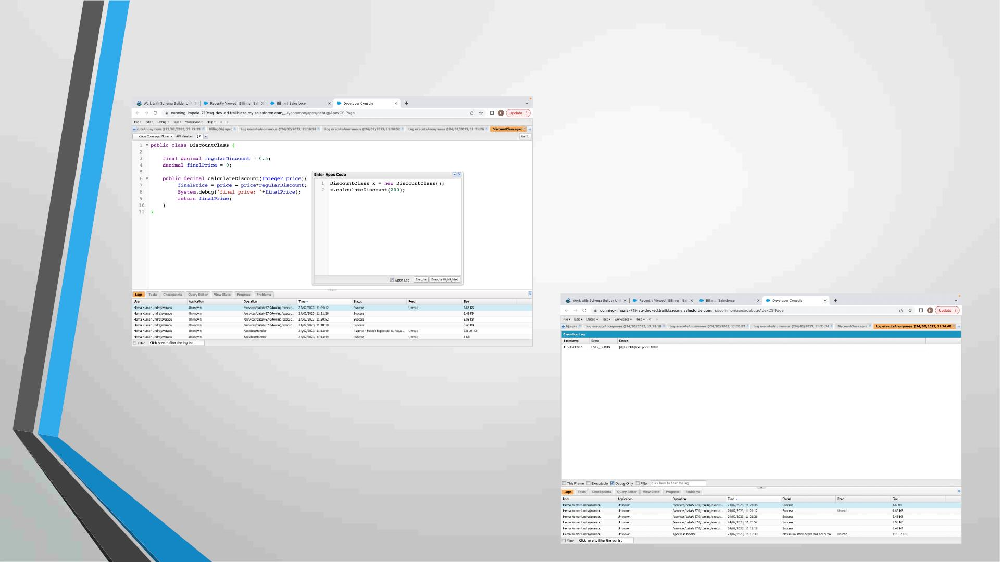 Work with Schema Builder Unit
Recently Viewed | Billings | Sal
Billing | Salesforce
Developer Console
cunning-impala-719rsq-dev-ed.trailblaze.my.salesforce.com/_ui/common/apex/debug/ApexCSIPage
Update
File Edit Debug Test Workspace Help < >
cuteAnonymous @23/02/2023, 22:29:29 BillingObj.apxc Log executeAnonymous @24/02/2023, 11:18:18 Log executeAnonymous @24/02/2023, 11:20:52 Log executeAnonymous @24/02/2023, 11:21:26 DiscountClass.apxc
Code Coverage: None API Version: 57 Go To
1 public class DiscountClass {
2
3 final decimal regularDiscount = 0.5;
4 decimal finalPrice = 0;
5
6 public decimal calculateDiscount(Integer price){
7 finalPrice = price - price*regularDiscount;
8 System.debug('final price: '+finalPrice);
9 return finalPrice;
10 }
11 }
Enter Apex Code
1 DiscountClass x = new DiscountClass();
2 x.calculateDiscount(200);
Open Log Execute Execute Highlighted
Logs Tests Checkpoints Query Editor View State Progress Problems
User Application Operation Time Status Read Size
Hema Kumar Undrajavarapu Unknown /services/data/v57.0/tooling/execut... 24/02/2023, 11:24:12 Success Unread 4.66 KB
Hema Kumar Undrajavarapu Unknown /services/data/v57.0/tooling/execut... 24/02/2023, 11:21:26 Success 6.48 KB
Hema Kumar Undrajavarapu Unknown /services/data/v57.0/tooling/execut... 24/02/2023, 11:20:52 Success 3.08 KB
Hema Kumar Undrajavarapu Unknown /services/data/v57.0/tooling/execut... 24/02/2023, 11:18:18 Success 6.48 KB
Hema Kumar Undrajavarapu Unknown ApexTestHandler 24/02/2023, 11:13:49 Assertion Failed: Expected: 0, Actua... Unread 231.25 KB
Hema Kumar Undrajavarapu Unknown ApexTestHandler 24/02/2023, 11:13:49 Success Unread 1 KB
Filter Click here to filter the log list
Work with Schema Builder Unit
Recently Viewed | Billings | Sal
Billing | Salesforce
Developer Console
cunning-impala-719rsq-dev-ed.trailblaze.my.salesforce.com/_ui/common/apex/debug/ApexCSIPage
Update
File Edit Debug Test Workspace Help < >
bj.apxc Log executeAnonymous @24/02/2023, 11:18:18 Log executeAnonymous @24/02/2023, 11:20:52 Log executeAnonymous @24/02/2023, 11:21:26 DiscountClass.apxc Log executeAnonymous @24/02/2023, 11:24:48
Execution Log
Timestamp Event Details
11:24:48:007 USER_DEBUG [8]|DEBUG|final price: 100.0
This Frame Executable Debug Only Filter Click here to filter the log
Logs Tests Checkpoints Query Editor View State Progress Problems
User Application Operation Time Status Read Size
Hema Kumar Undrajavarapu Unknown /services/data/v57.0/tooling/execut... 24/02/2023, 11:24:48 Success 4.6 KB
Hema Kumar Undrajavarapu Unknown /services/data/v57.0/tooling/execut... 24/02/2023, 11:24:12 Success Unread 4.66 KB
Hema Kumar Undrajavarapu Unknown /services/data/v57.0/tooling/execut... 24/02/2023, 11:21:26 Success 6.48 KB
Hema Kumar Undrajavarapu Unknown /services/data/v57.0/tooling/execut... 24/02/2023, 11:20:52 Success 3.08 KB
Hema Kumar Undrajavarapu Unknown /services/data/v57.0/tooling/execut... 24/02/2023, 11:18:18 Success 6.48 KB
Hema Kumar Undrajavarapu Unknown ApexTestHandler 24/02/2023, 11:13:49 Maximum stack depth has been rea... Unread 116.12 KB
Filter Click here to filter the log list